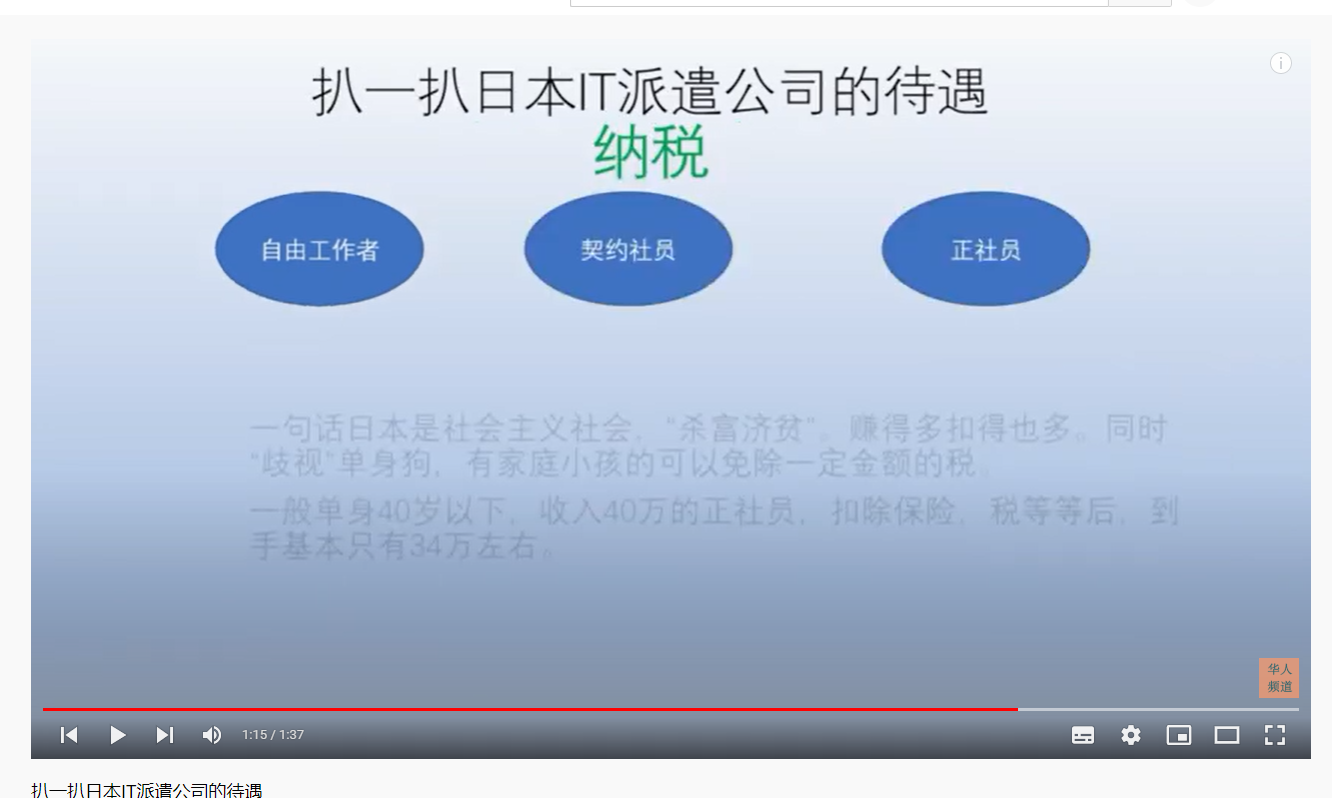 扒一扒日本IT派遣公司的待遇
纳税
自由工作者
契约社员
正社员
一句话日本是社会主义社会，“杀富济贫”。赚得多扣得也多。同时
“歧视”单身狗，有家庭小孩的可以免除一定金额的税。
一般单身40岁以下，收入40万的正社员，扣除保险，税等等后，到
手基本只有34万左右。
华人
频道
1:15 / 1:37
扒一扒日本IT派遣公司的待遇